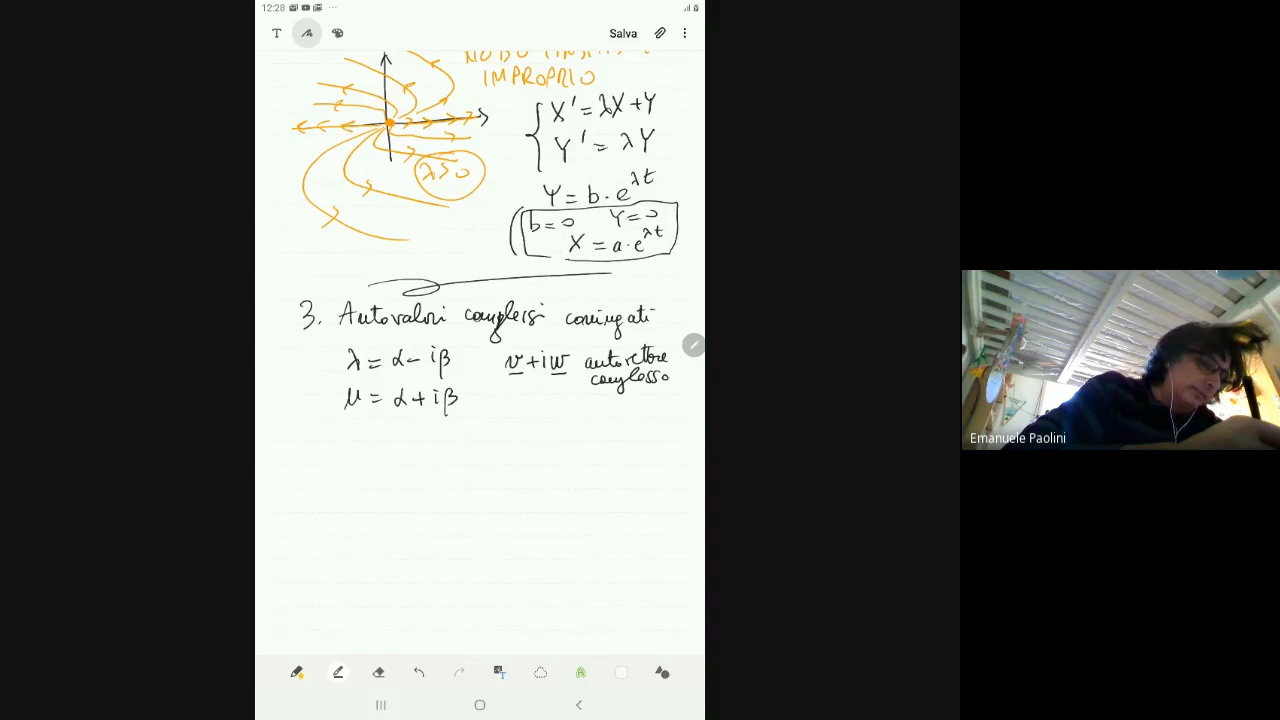 12:28
T
Salva
IMPROPRIO
X' = λX + Y
Y' = λY
λ>0
Y = b · e^{λt}
b = 0 Y = 0
X = a · e^{λt}
3. Autovalori complessi coniugati
λ = α - iβ v + iw autovettore
complesso
μ = α + iβ
Emanuele Paolini